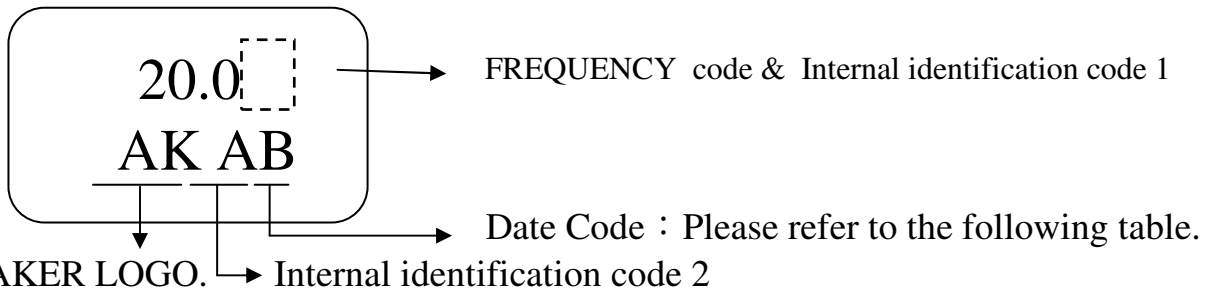 20.0
FREQUENCY code & Internal identification code 1
AK AB
Date Code：Please refer to the following table.
AKER LOGO.
Internal identification code 2